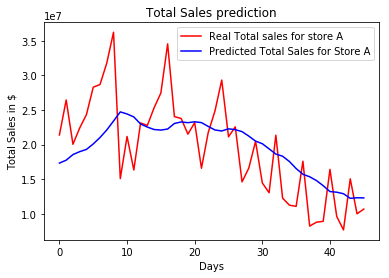 Total Sales prediction
1e7
Real Total sales for store A
Predicted Total Sales for Store A
Total Sales in $
3.5
3.0
2.5
2.0
1.5
1.0
0
10
20
30
40
Days